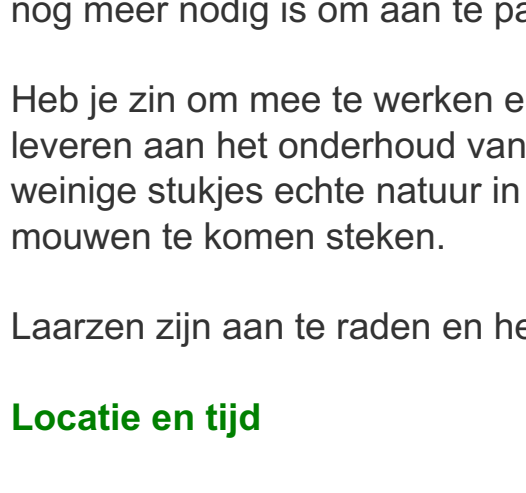 nog meer nodig is om aan te pa
Heb je zin om mee te werken e
leveren aan het onderhoud van
weinige stukjes echte natuur in
mouwen te komen steken.
Laarzen zijn aan te raden en he
Locatie en tijd